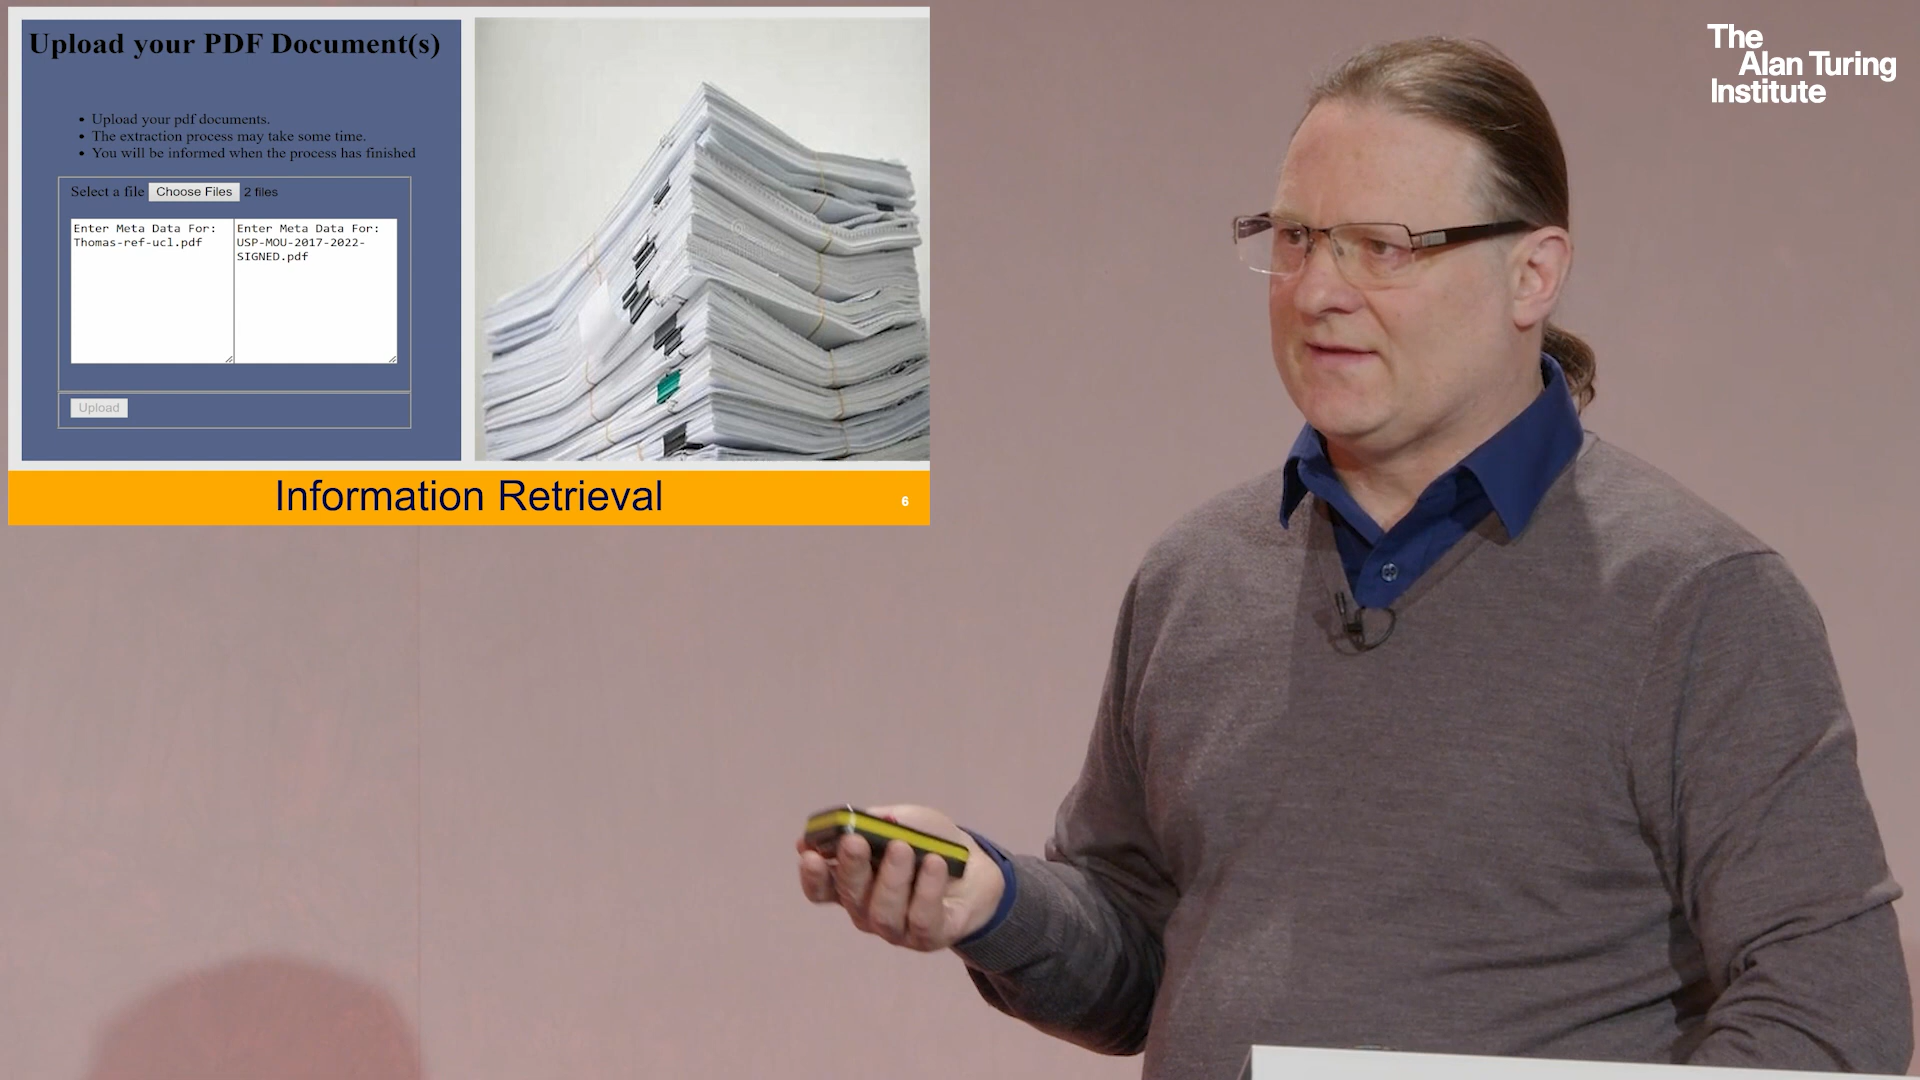 Upload your PDF Document(s)
• Upload your pdf documents.
• The extraction process may take some time.
• You will be informed when the process has finished
Select a file Choose Files 2 files
Enter Meta Data For:
Thomas-ref-ucl.pdf
Enter Meta Data For:
USP-MOU-2017-2022-
SIGNED.pdf
Upload
Information Retrieval
6
The
Alan Turing
Institute